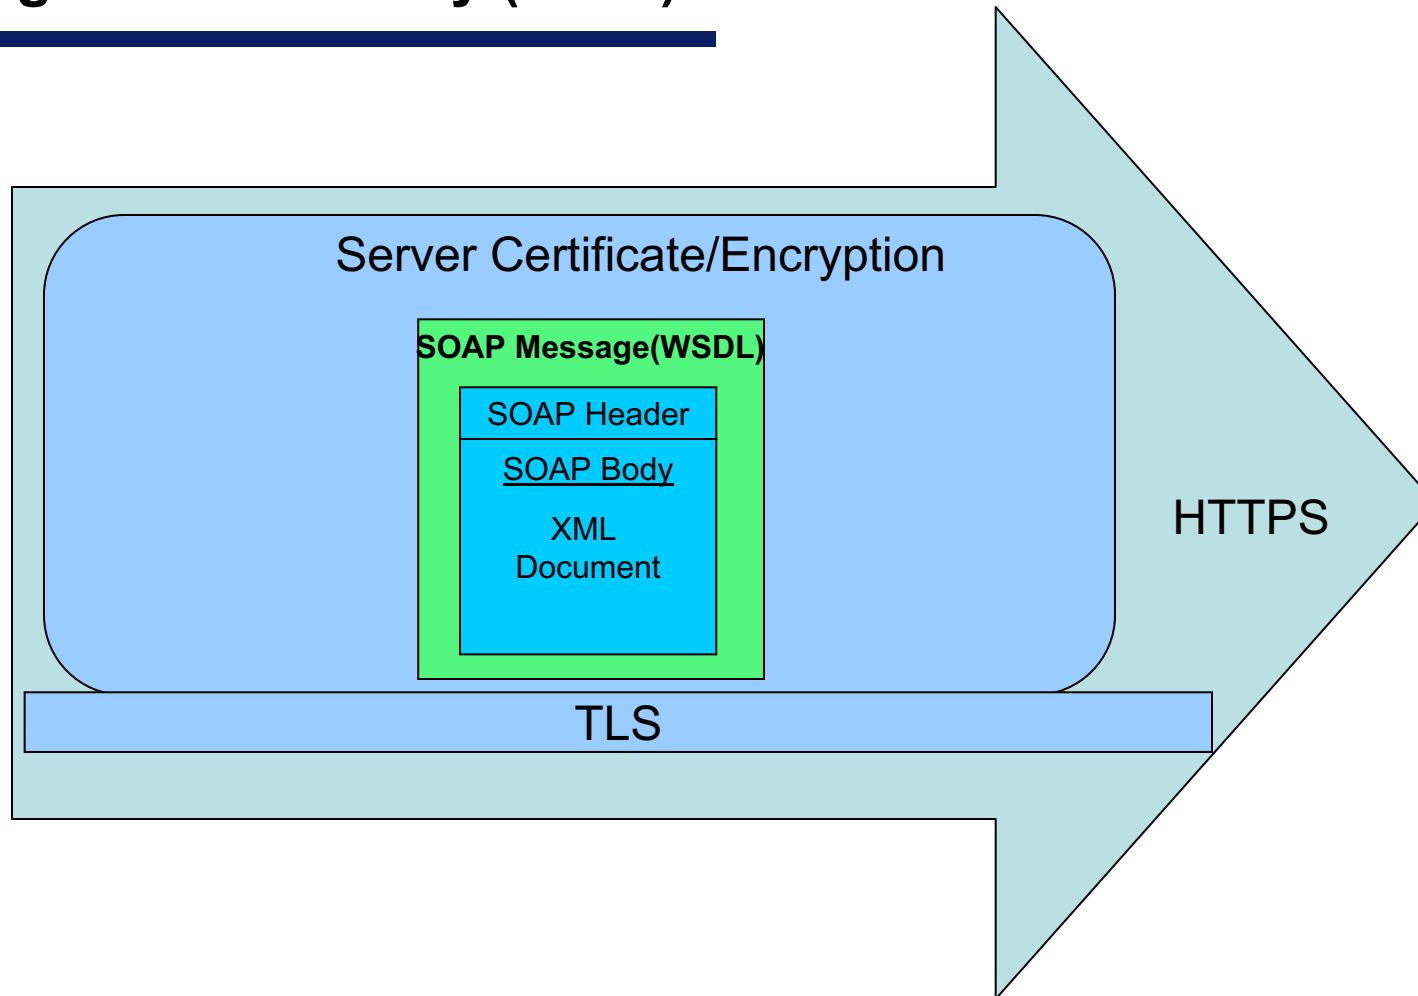 Server Certificate/Encryption
SOAP Message(WSDL)
SOAP Header
SOAP Body
XML
Document
HTTPS
TLS